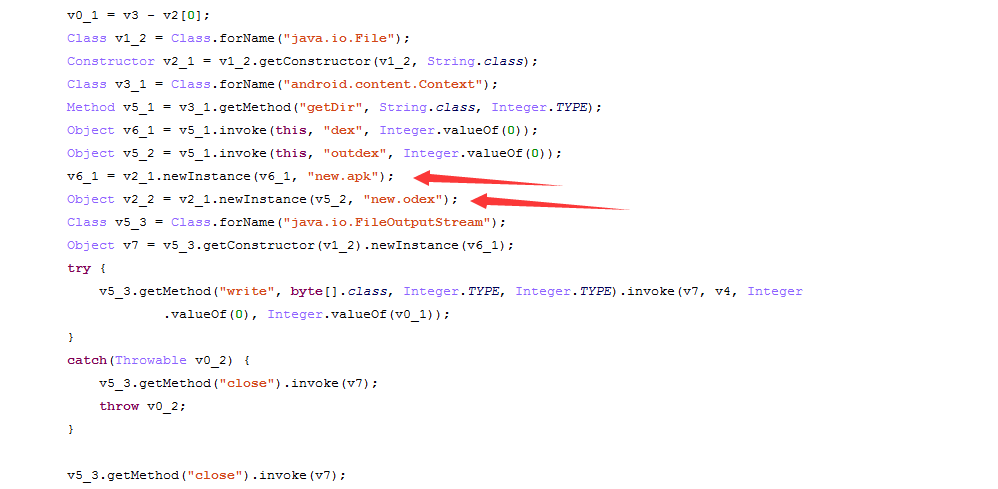 v0_1 = v3 - v2[0];
Class v1_2 = Class.forName("java.io.File");
Constructor v2_1 = v1_2.getConstructor(v1_2, String.class);
Class v3_1 = Class.forName("android.content.Context");
Method v5_1 = v3_1.getMethod("getDir", String.class, Integer.TYPE);
Object v6_1 = v5_1.invoke(this, "dex", Integer.valueOf(0));
Object v5_2 = v5_1.invoke(this, "outdex", Integer.valueOf(0));
v6_1 = v2_1.newInstance(v6_1, "new.apk");
Object v2_2 = v2_1.newInstance(v5_2, "new.odex");
Class v5_3 = Class.forName("java.io.FileOutputStream");
Object v7 = v5_3.getConstructor(v1_2).newInstance(v6_1);
try {
    v5_3.getMethod("write", byte[].class, Integer.TYPE, Integer.TYPE).invoke(v7, v4, Integer
            .valueOf(0), Integer.valueOf(v0_1));
}
catch(Throwable v0_2) {
    v5_3.getMethod("close").invoke(v7);
    throw v0_2;
}
v5_3.getMethod("close").invoke(v7);